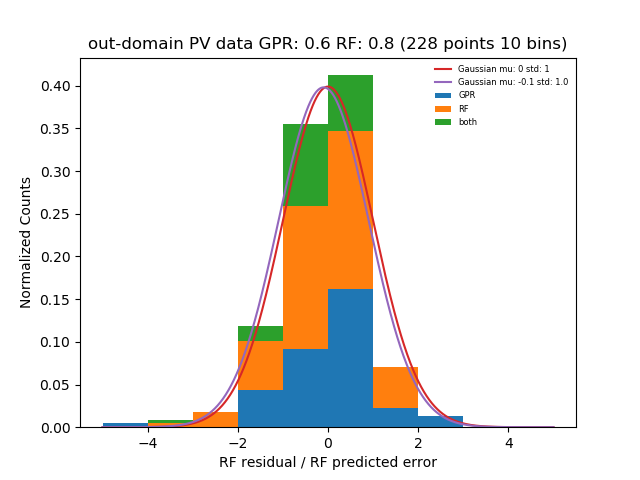 out-domain PV data GPR: 0.6 RF: 0.8 (228 points 10 bins)
Gaussian mu: 0 std: 1
Gaussian mu: -0.1 std: 1.0
GPR
RF
both
0.40
0.35
0.30
0.25
0.20
0.15
0.10
0.05
0.00
Normalized Counts
−4
−2
0
2
4
RF residual / RF predicted error